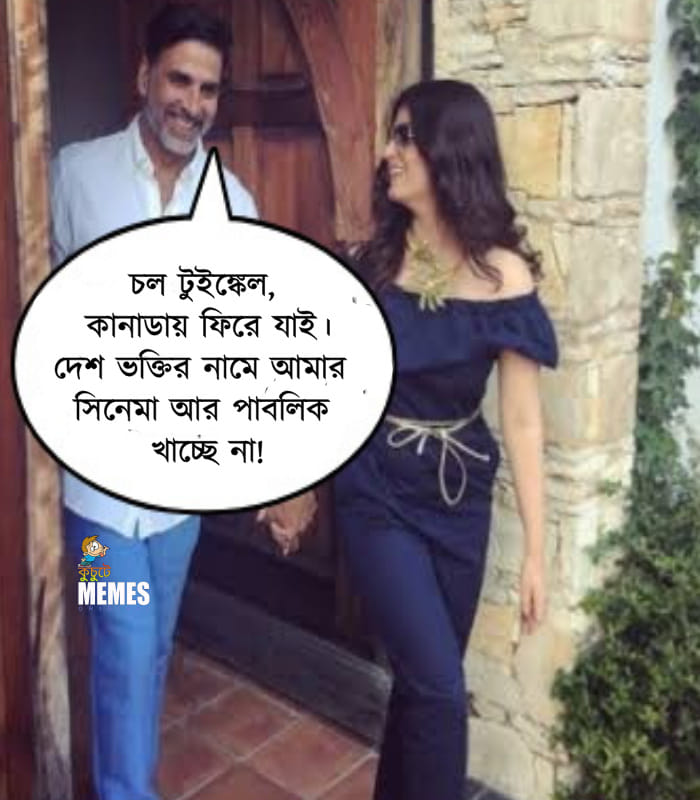 চল টুইঙ্কেল,
কানাডায় ফিরে যাই।
দেশ ভক্তির নামে আমার
সিনেমা আর পাবলিক
খাচ্ছে না!
কুচুটে
MEMES